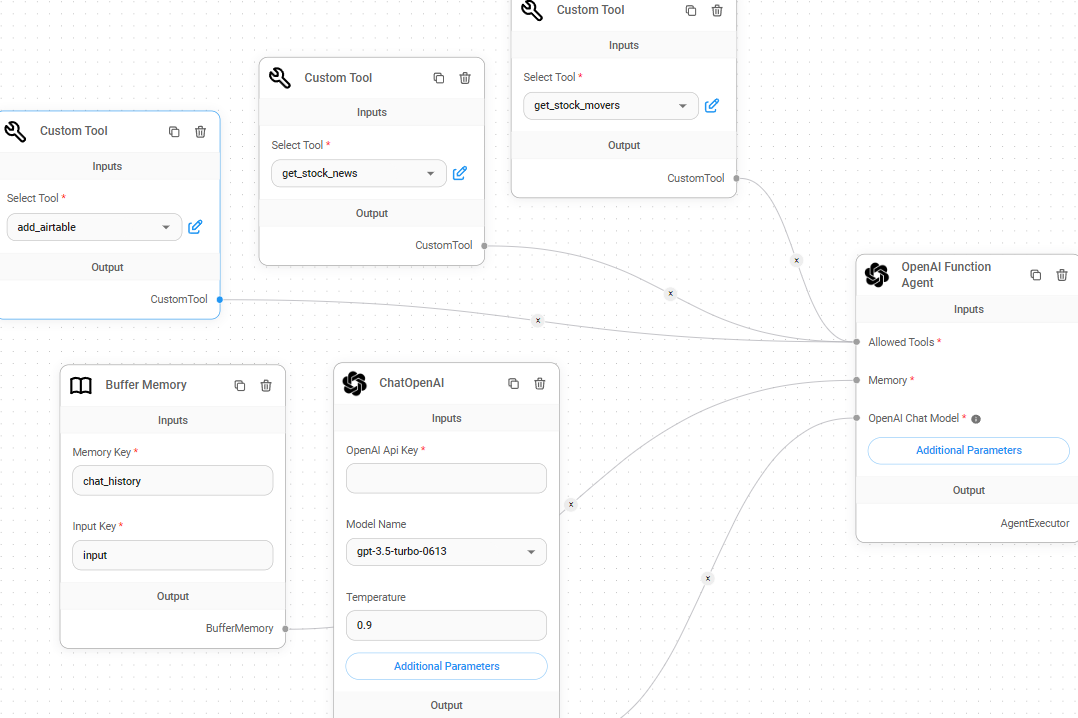 Custom Tool
Inputs
Select Tool *
get_stock_movers
Output
CustomTool
Custom Tool
Inputs
Select Tool *
get_stock_news
Output
CustomTool
Custom Tool
Inputs
Select Tool *
add_airtable
Output
CustomTool
OpenAI Function
Agent
Inputs
Allowed Tools *
Memory *
OpenAI Chat Model *
Additional Parameters
Output
AgentExecutor
Buffer Memory
Inputs
Memory Key *
chat_history
Input Key *
input
Output
BufferMemory
ChatOpenAI
Inputs
OpenAI Api Key *
Model Name
gpt-3.5-turbo-0613
Temperature
0.9
Additional Parameters
Output
x
x
x
x
x